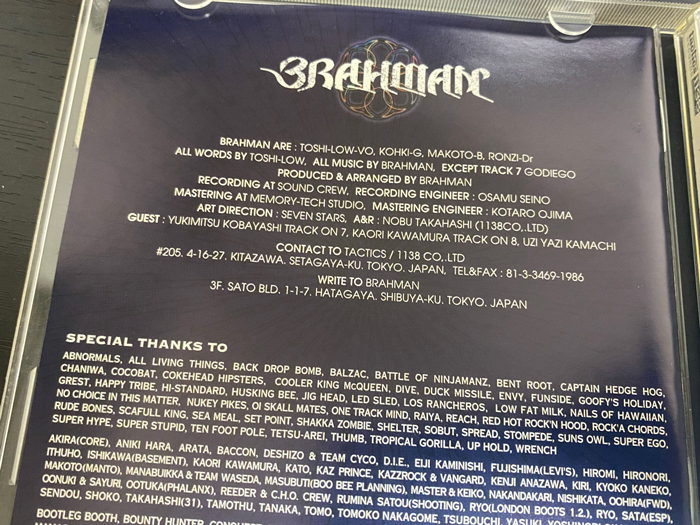 BRAHMAN
BRAHMAN ARE : TOSHI-LOW-VO, KOHKI-G, MAKOTO-B, RONZI-Dr
ALL WORDS BY TOSHI-LOW, ALL MUSIC BY BRAHMAN, EXCEPT TRACK 7 GODIEGO
PRODUCED & ARRANGED BY BRAHMAN
RECORDING AT SOUND CREW, RECORDING ENGINEER : OSAMU SEINO
MASTERING AT MEMORY-TECH STUDIO, MASTERING ENGINEER : KOTARO OJIMA
ART DIRECTION : SEVEN STARS, A&R : NOBU TAKAHASHI (1138CO,.LTD)
GUEST : YUKIMITSU KOBAYASHI TRACK ON 7, KAORI KAWAMURA TRACK ON 8, UZI YAZI KAMACHI
CONTACT TO TACTICS / 1138 CO,.LTD
#205. 4-16-27. KITAZAWA. SETAGAYA-KU. TOKYO. JAPAN, TEL&FAX : 81-3-3469-1986
WRITE TO BRAHMAN
3F. SATO BLD. 1-1-7. HATAGAYA. SHIBUYA-KU. TOKYO. JAPAN
SPECIAL THANKS TO
ABNORMALS, ALL LIVING THINGS, BACK DROP BOMB, BALZAC, BATTLE OF NINJAMANZ, BENT ROOT, CAPTAIN HEDGE HOG,
CHANIWA, COCOBAT, COKEHEAD HIPSTERS, COOLER KING McQUEEN, DIVE, DUCK MISSILE, ENVY, FUNSIDE, GOOFY'S HOLIDAY,
GREST, HAPPY TRIBE, HI-STANDARD, HUSKING BEE, JIG HEAD, LED SLED, LOS RANCHEROS, LOW FAT MILK, NAILS OF HAWAIIAN,
NO CHOICE IN THIS MATTER, NUKEY PIKES, OI SKALL MATES, ONE TRACK MIND, RAIYA, REACH, RED HOT ROCK'N HOOD, ROCK'A CHORDS,
RUDE BONES, SCAFULL KING, SEA MEAL, SET POINT, SHAKKA ZOMBIE, SHELTER, SOBUT, SPREAD, STOMPEDE, SUNS OWL, SUPER EGO,
SUPER HYPE, SUPER STUPID, TEN FOOT POLE, TETSU-AREI, THUMB, TROPICAL GORILLA, UP HOLD, WRENCH
AKIRA(CORE), ANIKI HARA, ARATA, BACCON, DESHIZO & TEAM CYCO, D.I.E., EIJI KAMINISHI, FUJISHIMA(LEVI'S), HIROMI, HIRONORI,
ITHUHO, ISHIKAWA(BASEMENT), KAORI KAWAMURA, KATO, KAZ PRINCE, KAZZROCK & VANGARD, KENJI ANAZAWA, KIRI, KYOKO KANEKO,
MAKOTO(MANTO), MANABUIKA & TEAM WASEDA, MASUBUTI(BOO BEE PLANNING), MASTER & KEIKO, NAKANDAKARI, NISHIKATA, OOHIRA(FWD),
OONUKI & SAYURI, OOTUKA(PHALANX), REEDER & C.H.O. CREW, RUMINA SATOU(SHOOTING), RYO(LONDON BOOTS 1.2.), RYO, SATA(ESP),
SENDOU, SHOKO, TAKAHASHI(31), TAMOTHU, TANAKA, TOMO, TOMOKO NAKAGOME, TSUBOUCHI,
BOOTLEG BOOTH, BOUNTY HUNTER,